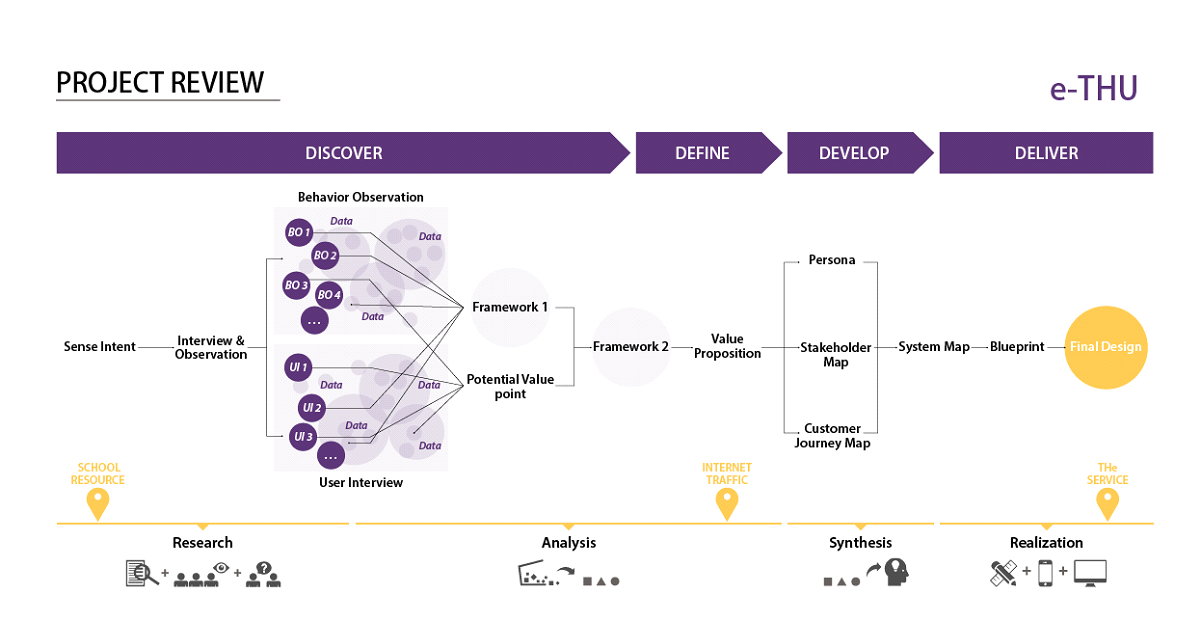 PROJECT REVIEW
e-THU
DISCOVER
DEFINE
DEVELOP
DELIVER
Behavior Observation
Data
BO 1
Data
BO 2
BO 3
BO 4
Data
...
Sense Intent
Interview &
Observation
Framework 1
Potential Value
point
Framework 2
Value
Proposition
Persona
Stakeholder
Map
Customer
Journey Map
System Map
Blueprint
Final Design
UI 1
Data
Data
UI 2
Data
UI 3
Data
...
User Interview
SCHOOL
RESOURCE
INTERNET
TRAFFIC
THe
SERVICE
Research
Analysis
Synthesis
Realization
+
+
+
+